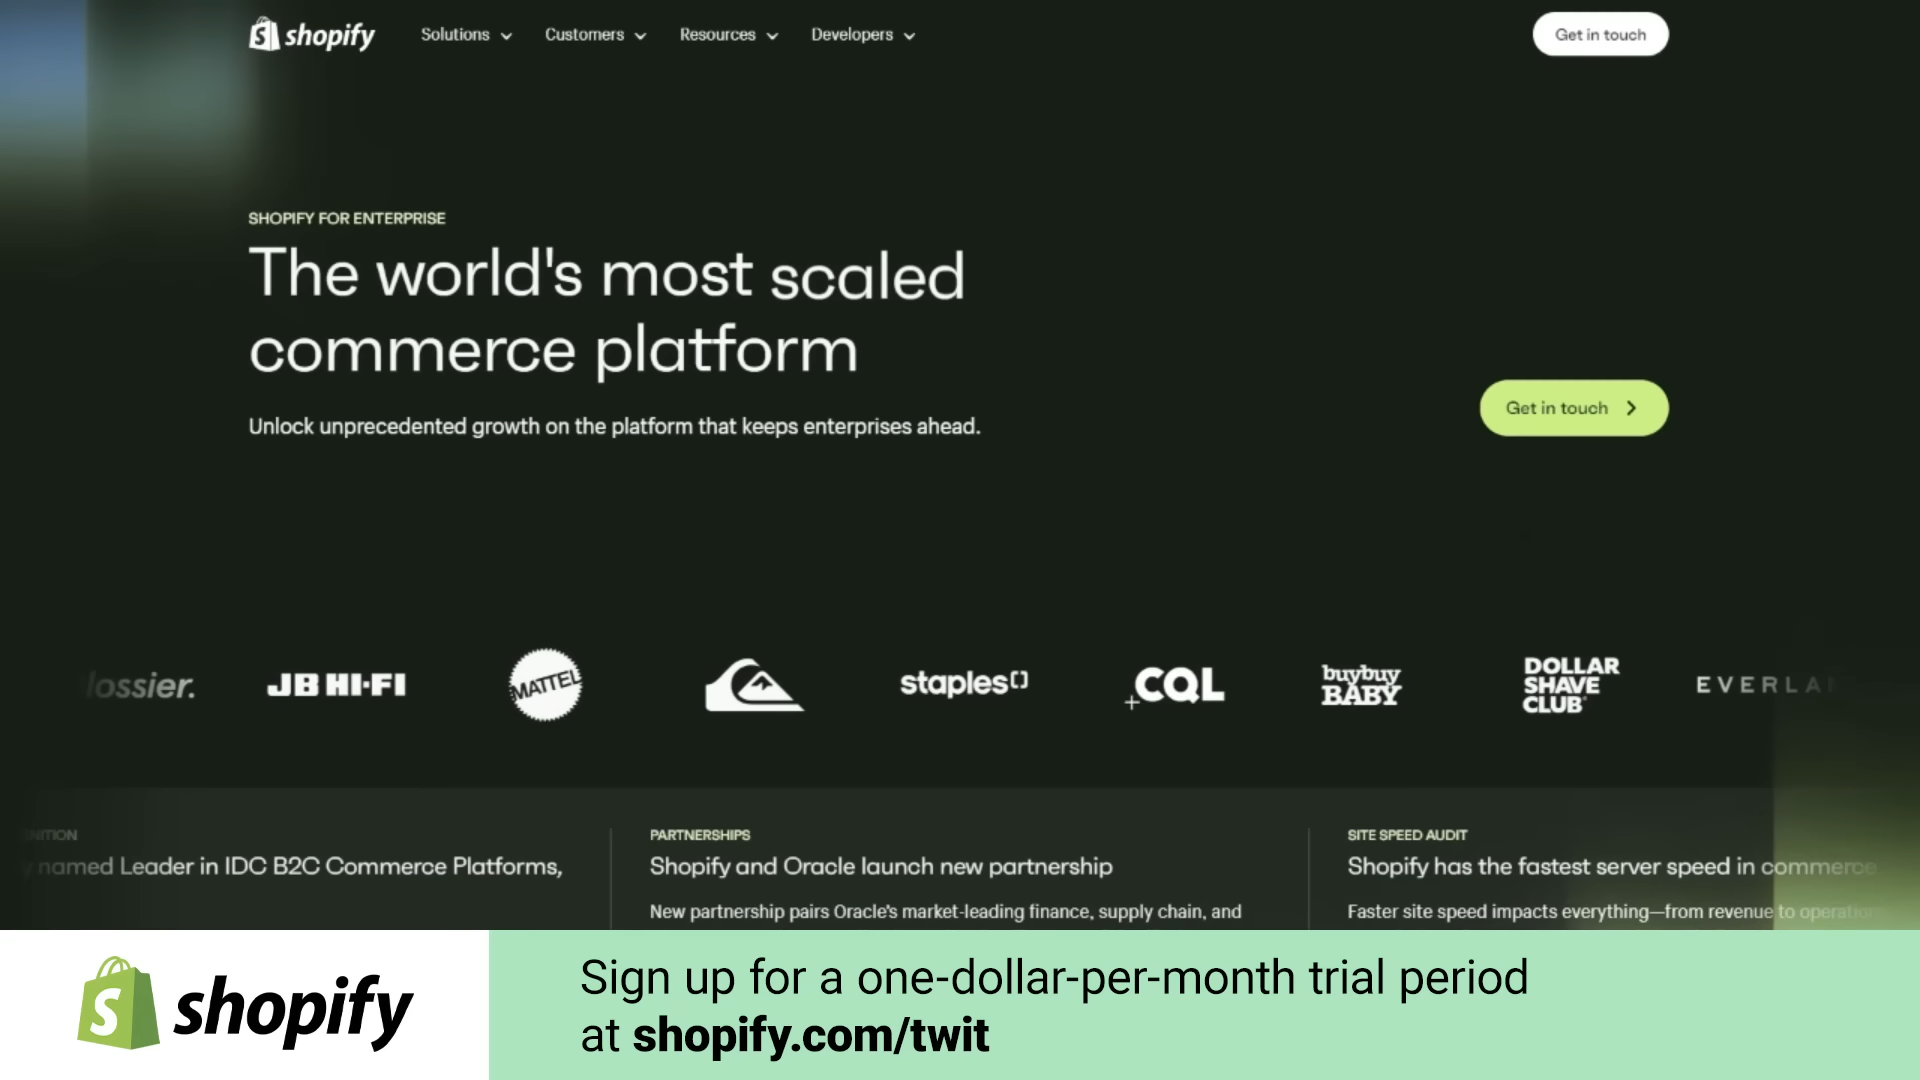 shopify
Solutions
Customers
Resources
Developers
Get in touch
SHOPIFY FOR ENTERPRISE
The world's most scaled
commerce platform
Unlock unprecedented growth on the platform that keeps enterprises ahead.
Get in touch
lossier.
JB HI-FI
MATTEL
staples
CQL
buybuy
BABY
DOLLAR
SHAVE
CLUB
EVERLA
NITION
named Leader in IDC B2C Commerce Platforms,
PARTNERSHIPS
Shopify and Oracle launch new partnership
New partnership pairs Oracle's market-leading finance, supply chain, and
SITE SPEED AUDIT
Shopify has the fastest server speed in commerce
Faster site speed impacts everything—from revenue to operation
shopify
Sign up for a one-dollar-per-month trial period
at shopify.com/twit